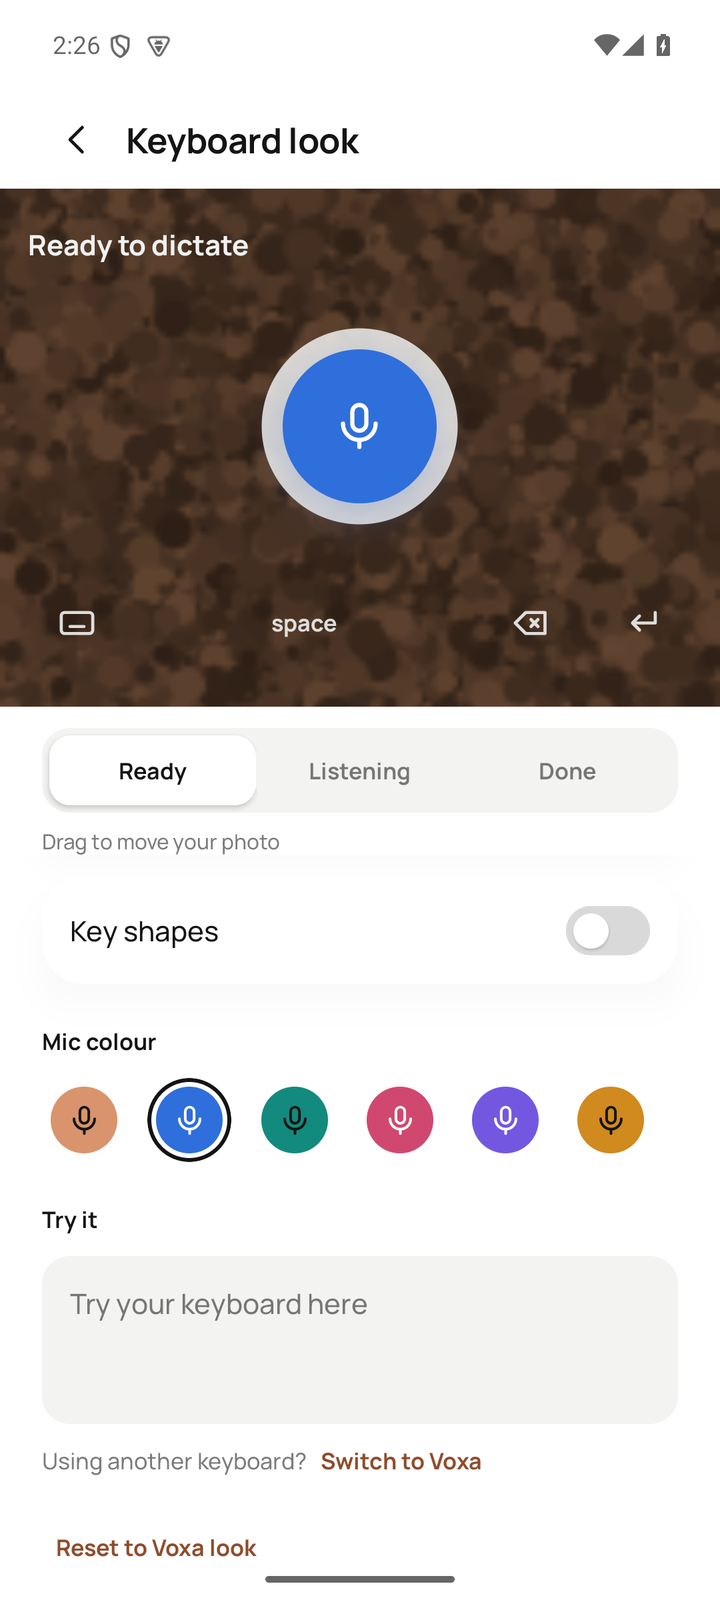 2:26
Keyboard look
Ready to dictate
space
Ready
Listening
Done
Drag to move your photo
Key shapes
Mic colour
Try it
Try your keyboard here
Using another keyboard? Switch to Voxa
Reset to Voxa look